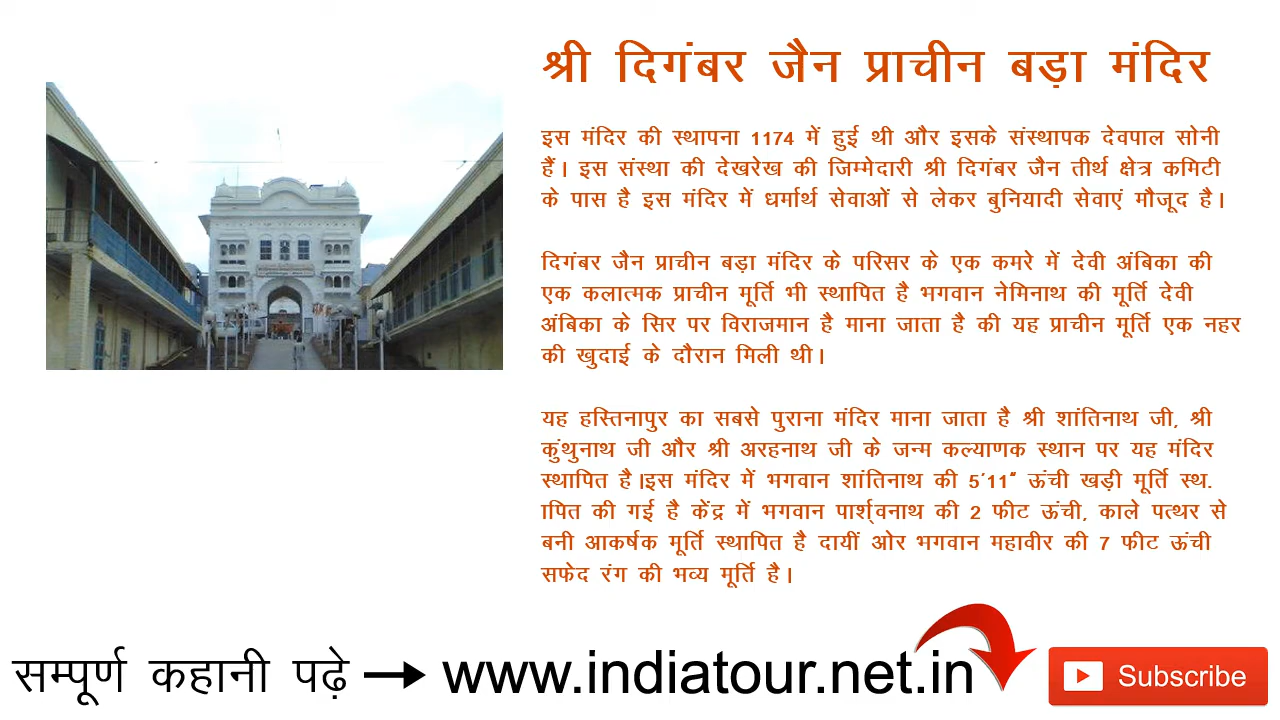 श्री दिगंबर जैन प्राचीन बड़ा मंदिर
इस मंदिर की स्थापना 1174 में हुई थी और इसके संस्थापक देवपाल सोनी
हैं। इस संस्था की देखरेख की जिम्मेदारी श्री दिगंबर जैन तीर्थ क्षेत्र कमिटी
के पास है इस मंदिर में धर्मार्थ सेवाओं से लेकर बुनियादी सेवाएं मौजूद है।
दिगंबर जैन प्राचीन बड़ा मंदिर के परिसर के एक कमरे में देवी अंबिका की
एक कलात्मक प्राचीन मूर्ति भी स्थापित है भगवान नेमिनाथ की मूर्ति देवी
अंबिका के सिर पर विराजमान है माना जाता है की यह प्राचीन मूर्ति एक नहर
की खुदाई के दौरान मिली थी।
यह हस्तिनापुर का सबसे पुराना मंदिर माना जाता है श्री शांतिनाथ जी, श्री
कुंथुनाथ जी और श्री अरहनाथ जी के जन्म कल्याणक स्थान पर यह मंदिर
स्थापित है।इस मंदिर में भगवान शांतिनाथ की 5'11" ऊंची खड़ी मूर्ति स्थ.
ापित की गई है केंद्र में भगवान पार्श्वनाथ की 2 फीट ऊंची, काले पत्थर से
बनी आकर्षक मूर्ति स्थापित है दायीं ओर भगवान महावीर की 7 फीट ऊंची
सफेद रंग की भव्य मूर्ति है।
सम्पूर्ण कहानी पढ़े → www.indiatour.net.in
Subscribe